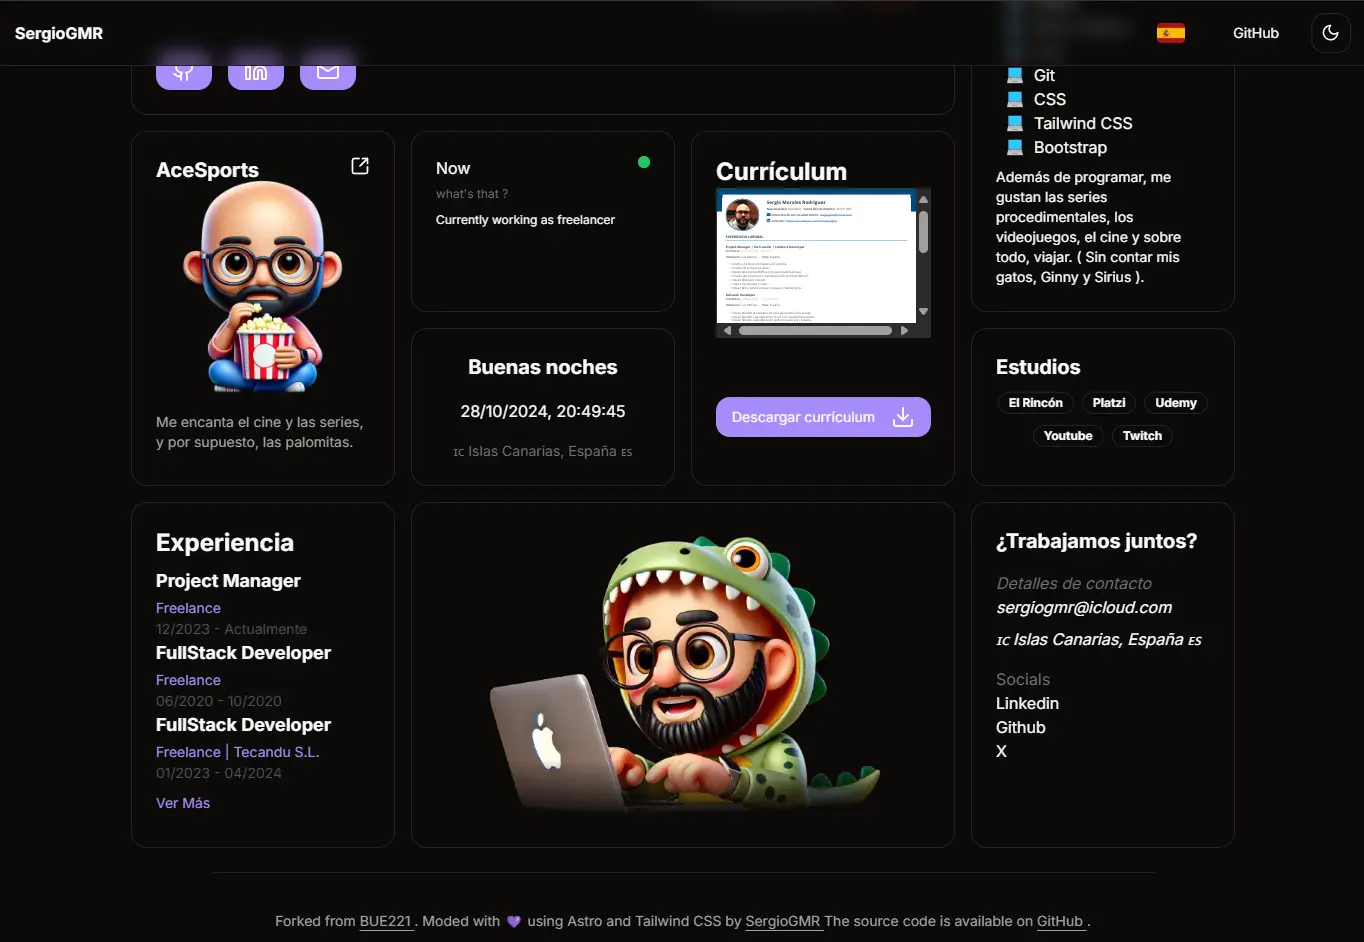 SergioGMR
GitHub
Git
CSS
Tailwind CSS
Bootstrap
Además de programar, me
gustan las series
procedimentales, los
videojuegos, el cine y sobre
todo, viajar. ( Sin contar mis
gatos, Ginny y Sirius ).
AceSports
Me encanta el cine y las series,
y por supuesto, las palomitas.
Now
what's that ?
Currently working as freelancer
Currículum
Sergio Morales Rodríguez
EXPERIENCIA LABORAL
Descargar currículum
Buenas noches
28/10/2024, 20:49:45
IC Islas Canarias, España ES
Estudios
El Rincón
Platzi
Udemy
Youtube
Twitch
Experiencia
Project Manager
Freelance
12/2023 - Actualmente
FullStack Developer
Freelance
06/2020 - 10/2020
FullStack Developer
Freelance | Tecandu S.L.
01/2023 - 04/2024
Ver Más
¿Trabajamos juntos?
Detalles de contacto
sergiogmr@icloud.com
IC Islas Canarias, España ES
Socials
Linkedin
Github
X
Forked from BUE221 . Moded with 💜 using Astro and Tailwind CSS by SergioGMR The source code is available on GitHub .